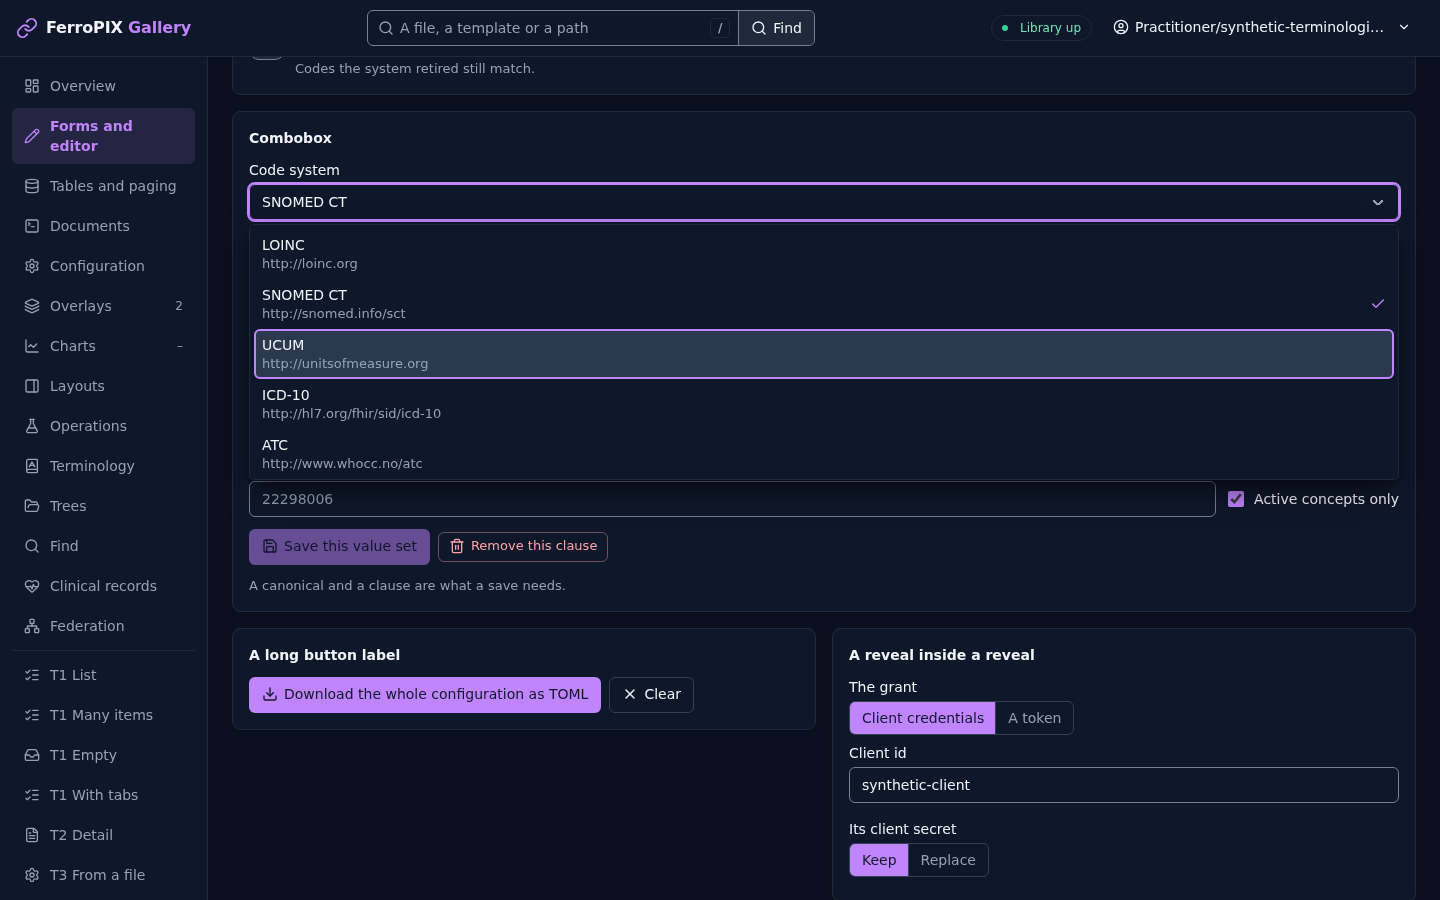 FerroPIX Gallery
A file, a template or a path
/
Find
Library up
Practitioner/synthetic-terminologi...
Overview
Forms and
editor
Tables and paging
Documents
Configuration
Overlays
2
Charts
–
Layouts
Operations
Terminology
Trees
Find
Clinical records
Federation
T1 List
T1 Many items
T1 Empty
T1 With tabs
T2 Detail
T3 From a file
Codes the system retired still match.
Combobox
Code system
SNOMED CT
LOINC
http://loinc.org
SNOMED CT
http://snomed.info/sct
UCUM
http://unitsofmeasure.org
ICD-10
http://hl7.org/fhir/sid/icd-10
ATC
http://www.whocc.no/atc
22298006
Active concepts only
Save this value set
Remove this clause
A canonical and a clause are what a save needs.
A long button label
Download the whole configuration as TOML
Clear
A reveal inside a reveal
The grant
Client credentials
A token
Client id
synthetic-client
Its client secret
Keep
Replace